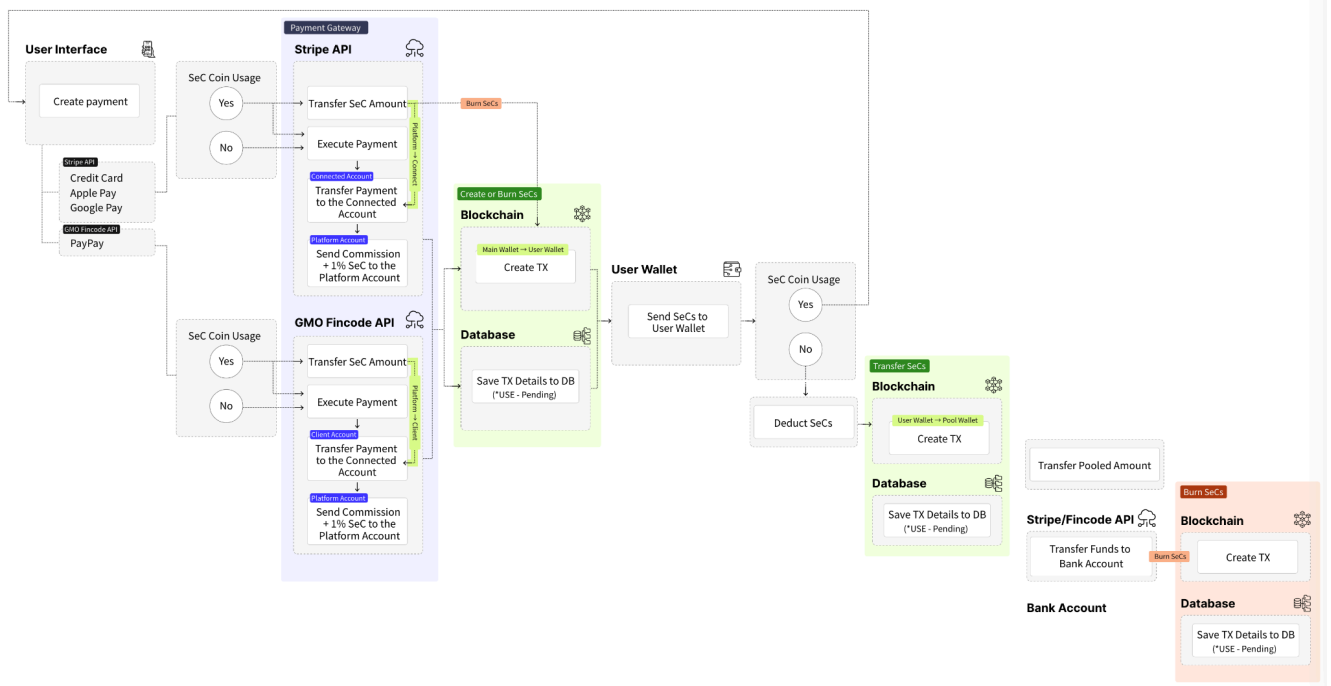 Payment Gateway
User Interface
Create payment
Stripe API
Credit Card
Apple Pay
Google Pay
GMO Fincode API
PayPay
SeC Coin Usage
Yes
No
SeC Coin Usage
Yes
No
Stripe API
Transfer SeC Amount
Execute Payment
Platform → Connect
Connected Account
Transfer Payment
to the Connected
Account
Platform Account
Send Commission
+ 1% SeC to the
Platform Account
GMO Fincode API
Transfer SeC Amount
Execute Payment
Platform → Client
Client Account
Transfer Payment
to the Connected
Account
Platform Account
Send Commission
+ 1% SeC to the
Platform Account
Burn SeCs
Create or Burn SeCs
Blockchain
Main Wallet → User Wallet
Create TX
Database
Save TX Details to DB
(*USE - Pending)
User Wallet
Send SeCs to
User Wallet
SeC Coin Usage
Yes
No
Deduct SeCs
Transfer SeCs
Blockchain
User Wallet → Pool Wallet
Create TX
Database
Save TX Details to DB
(*USE - Pending)
Transfer Pooled Amount
Stripe/Fincode API
Transfer Funds to
Bank Account
Bank Account
Burn SeCs
Burn SeCs
Blockchain
Create TX
Database
Save TX Details to DB
(*USE - Pending)